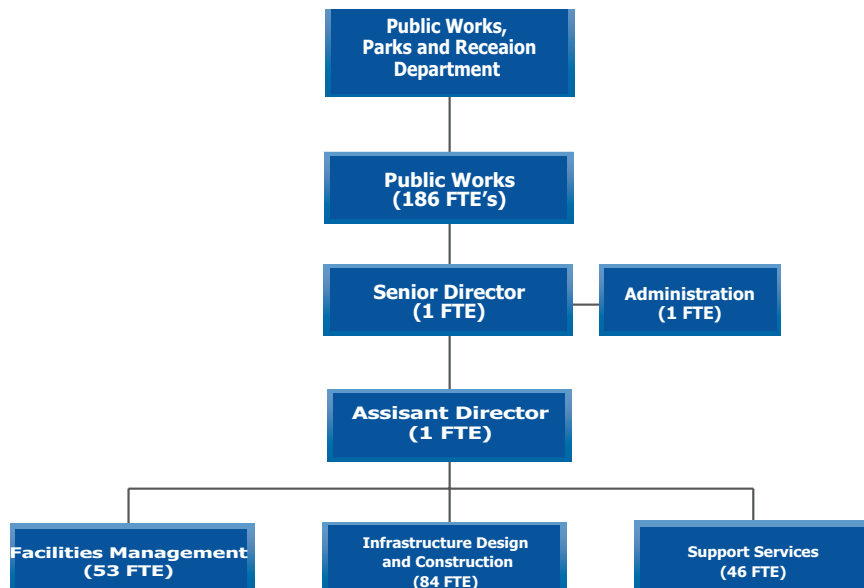 Public Works,
Parks and Receaion
Department
Public Works
(186 FTE’s)
Senior Director
(1 FTE)
Administration
(1 FTE)
Assisant Director
(1 FTE)
Facilities Management
(53 FTE)
Infrastructure Design
and Construction
(84 FTE)
Support Services
(46 FTE)